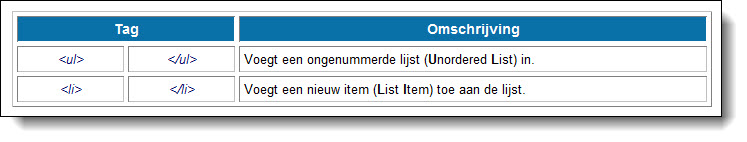 Tag Omschrijving
<ul> </ul> Voegt een ongenummerde lijst (Unordered List) in.
<li> </li> Voegt een nieuw item (List Item) toe aan de lijst.